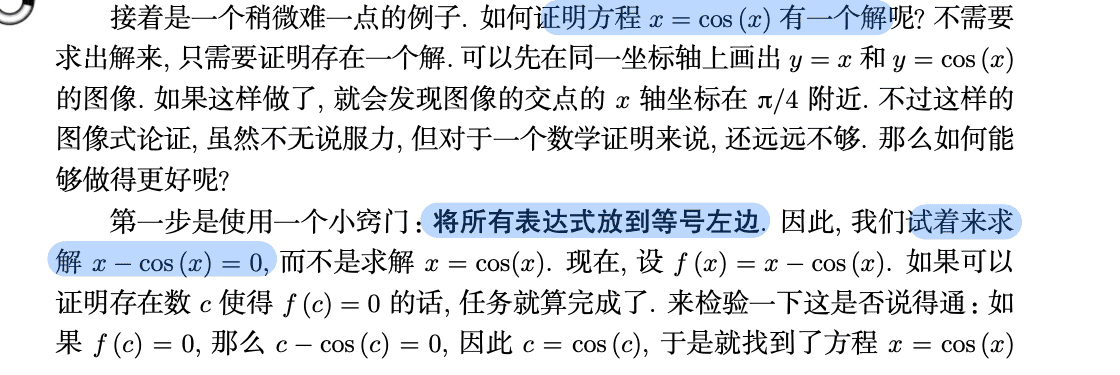 接着是一个稍微难一点的例子. 如何证明方程 x = cos (x) 有一个解呢? 不需要
求出解来, 只需要证明存在一个解. 可以先在同一坐标轴上画出 y = x 和 y = cos (x)
的图像. 如果这样做了, 就会发现图像的交点的 x 轴坐标在 π/4 附近. 不过这样的
图像式论证, 虽然不无说服力, 但对于一个数学证明来说, 还远远不够. 那么如何能
够做得更好呢?
第一步是使用一个小窍门: 将所有表达式放到等号左边. 因此, 我们试着来求
解 x − cos (x) = 0, 而不是求解 x = cos(x). 现在, 设 f (x) = x − cos (x). 如果可以
证明存在数 c 使得 f (c) = 0 的话, 任务就算完成了. 来检验一下这是否说得通: 如
果 f (c) = 0, 那么 c − cos (c) = 0, 因此 c = cos (c), 于是就找到了方程 x = cos (x)